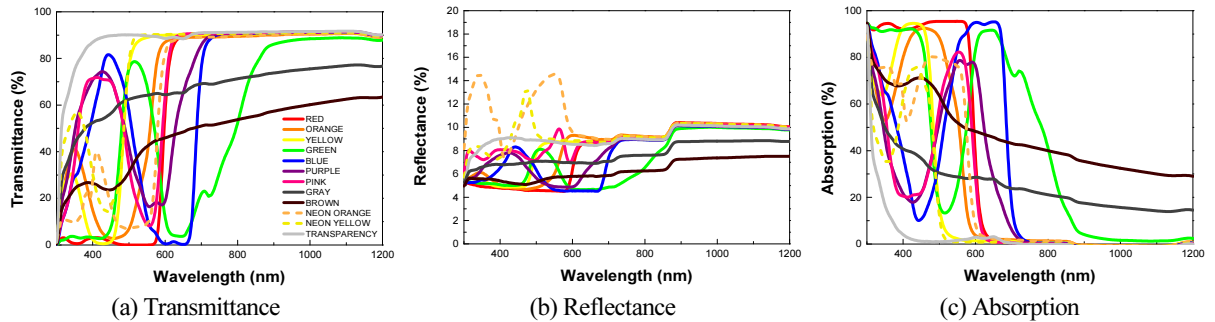 100
80
60
40
20
0
Transmittance (%)
RED
ORANGE
YELLOW
GREEN
BLUE
PURPLE
PINK
GRAY
BROWN
NEON ORANGE
NEON YELLOW
TRANSPARENCY
400 600 800 1000 1200
Wavelength (nm)
(a) Transmittance
20
18
16
14
12
10
8
6
4
2
0
Reflectance (%)
400 600 800 1000 1200
Wavelength (nm)
(b) Reflectance
100
80
60
40
20
0
Absorption (%)
400 600 800 1000 1200
Wavelength (nm)
(c) Absorption